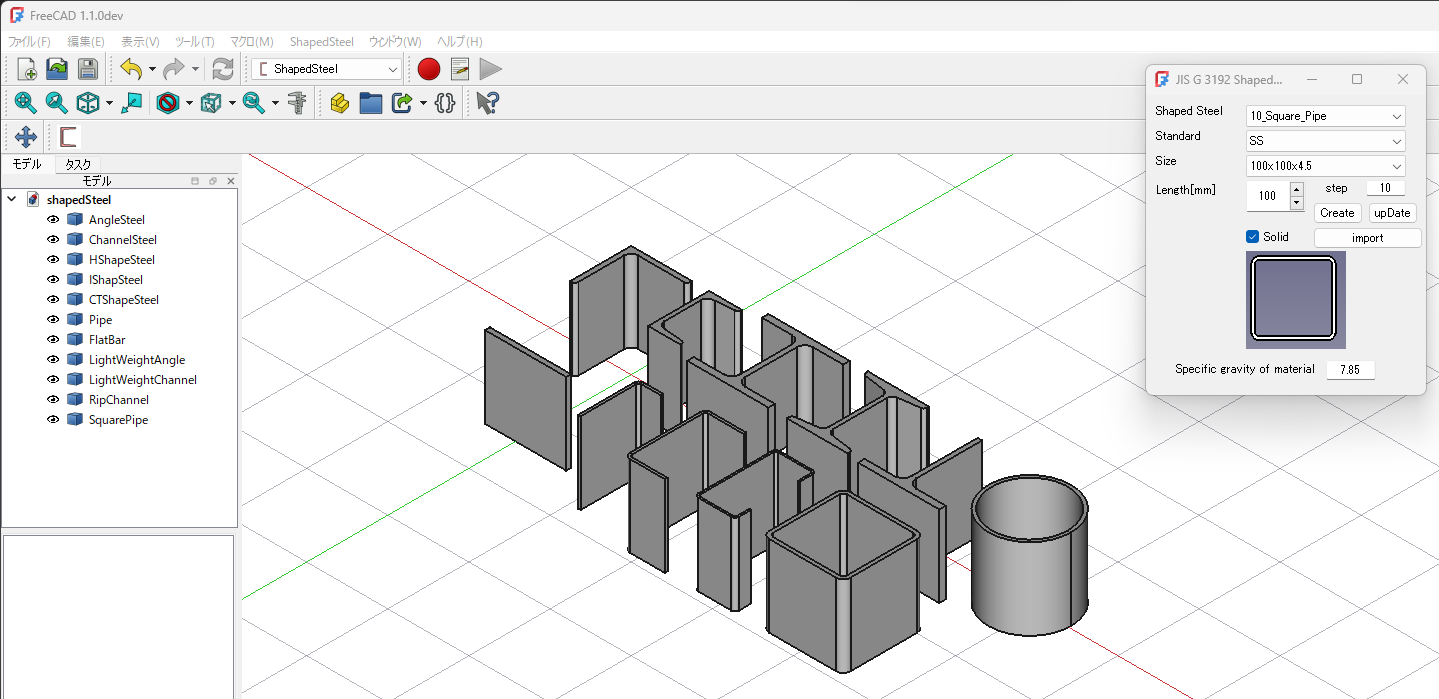 FreeCAD 1.1.0dev
ファイル(F) 編集(E) 表示(V) ツール(T) マクロ(M) ShapedSteel ウィンドウ(W) ヘルプ(H)
ShapedSteel
モデル タスク
モデル
shapedSteel
AngleSteel
ChannelSteel
HShapeSteel
IShapSteel
CTShapeSteel
Pipe
FlatBar
LightWeightAngle
LightWeightChannel
RipChannel
SquarePipe
JIS G 3192 Shaped...
Shaped Steel 10_Square_Pipe
Standard SS
Size 100x100x4.5
Length[mm] 100 step 10
Create upDate
Solid import
Specific gravity of material 7.85